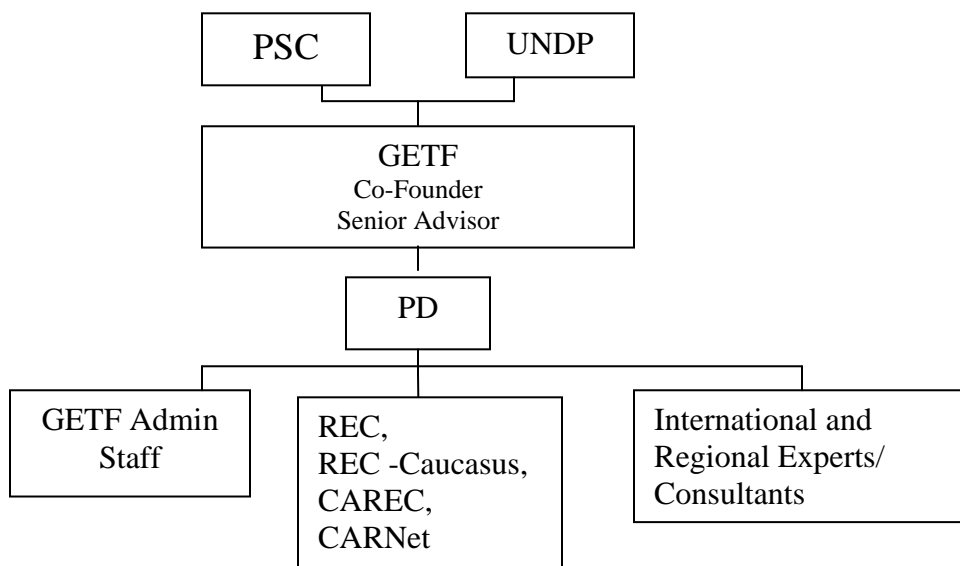 PSC
UNDP
GETF
Co-Founder
Senior Advisor
PD
GETF Admin
Staff
REC,
REC -Caucasus,
CAREC,
CARNet
International and
Regional Experts/
Consultants